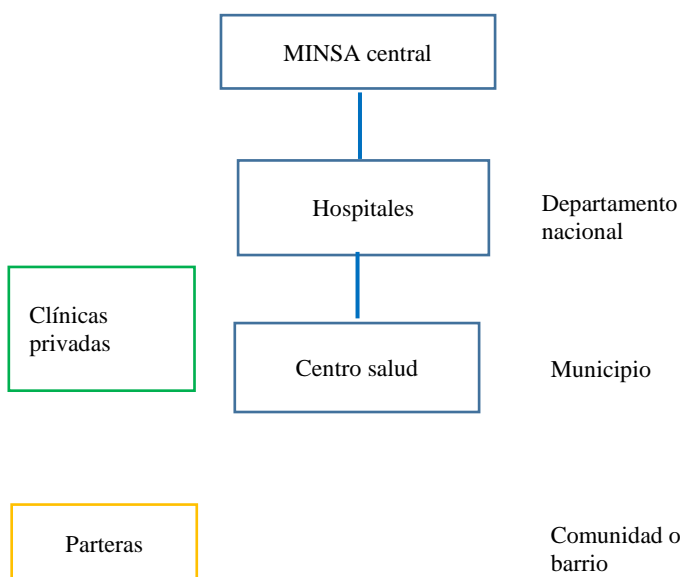 MINSA central
Hospitales
Departamento
nacional
Clínicas
privadas
Centro salud
Municipio
Parteras
Comunidad o
barrio